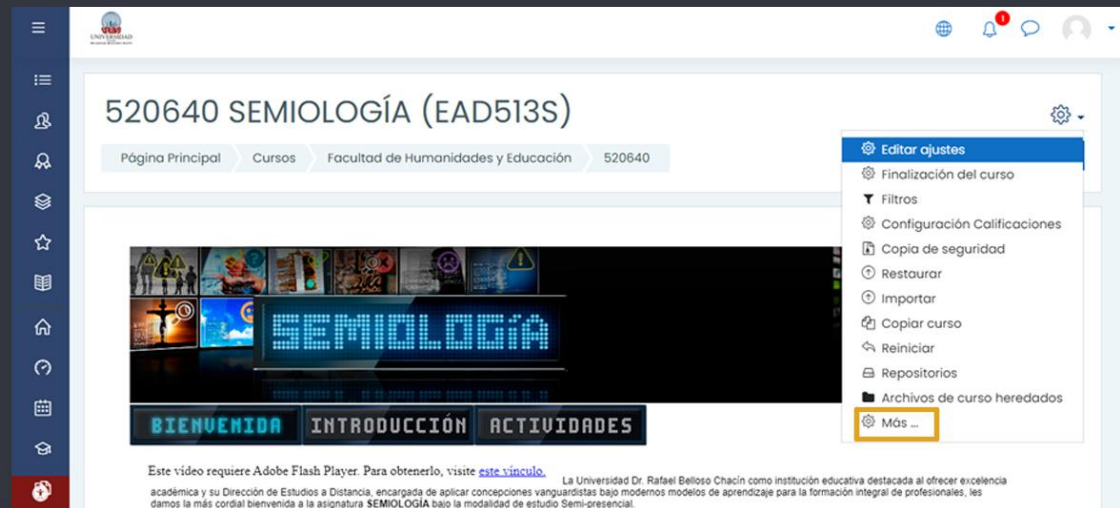 UNIVERSIDAD
1
520640 SEMIOLOGÍA (EAD513S)
Página Principal Cursos Facultad de Humanidades y Educación 520640
Editar ajustes
Finalización del curso
Filtros
Configuración Calificaciones
Copia de seguridad
Restaurar
Importar
Copiar curso
Reiniciar
Repositorios
Archivos de curso heredados
Más ...
SEMIOLOGÍA
BIENVENIDA INTRODUCCIÓN ACTIVIDADES
Este vídeo requiere Adobe Flash Player. Para obtenerlo, visite este vínculo. La Universidad Dr. Rafael Belloso Chacín como institución educativa destacada al ofrecer excelencia
académica y su Dirección de Estudios a Distancia, encargada de aplicar concepciones vanguardistas bajo modernos modelos de aprendizaje para la formación integral de profesionales, les
damos la más cordial bienvenida a la asignatura SEMIOLOGÍA bajo la modalidad de estudio Semi-presencial.